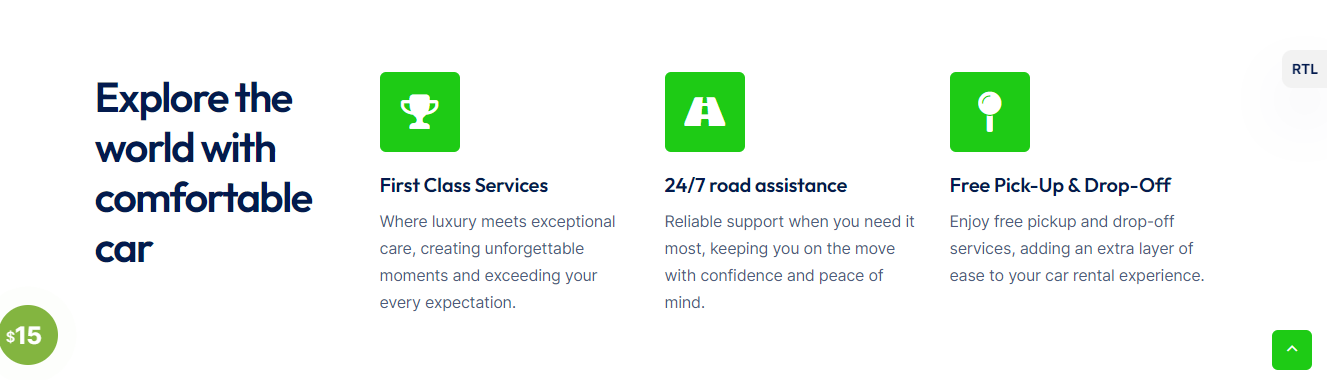 Explore the
world with
comfortable
car
First Class Services
Where luxury meets exceptional
care, creating unforgettable
moments and exceeding your
every expectation.
24/7 road assistance
Reliable support when you need it
most, keeping you on the move
with confidence and peace of
mind.
Free Pick-Up & Drop-Off
Enjoy free pickup and drop-off
services, adding an extra layer of
ease to your car rental experience.
RTL
$15